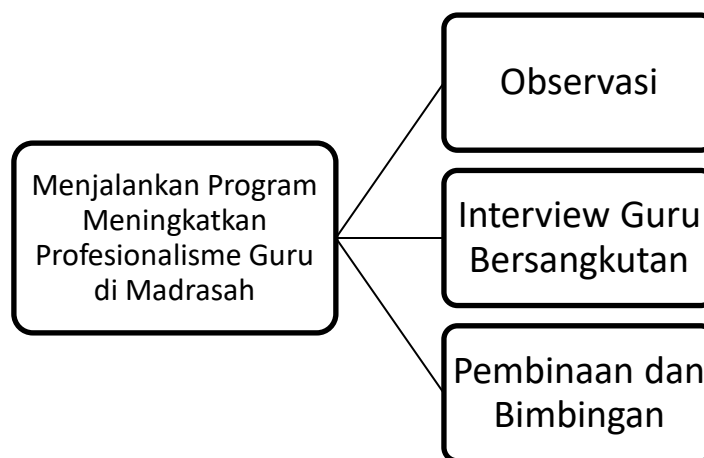 Menjalankan Program
Meningkatkan
Profesionalisme Guru
di Madrasah
Observasi
Interview Guru
Bersangkutan
Pembinaan dan
Bimbingan